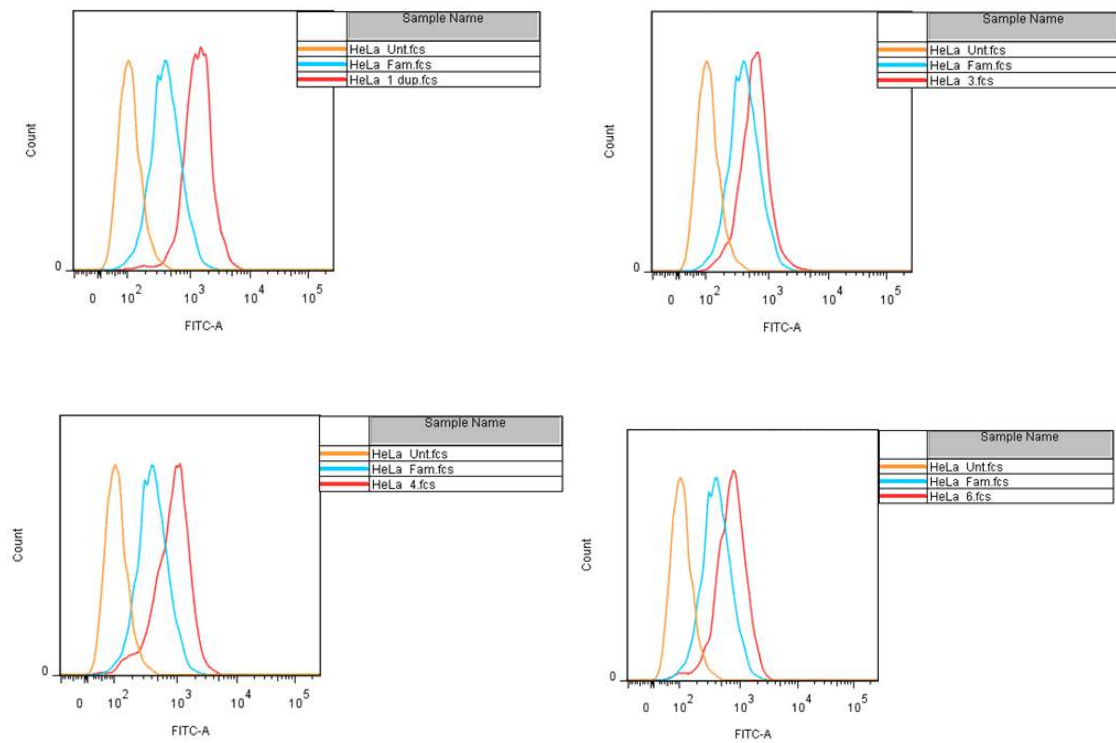 Sample Name
HeLa_Unt.fcs
HeLa_Fam.fcs
HeLa_1 dup.fcs
Count
0
0 10^2 10^3 10^4 10^5
FITC-A
Sample Name
HeLa_Unt.fcs
HeLa_Fam.fcs
HeLa_3.fcs
Count
0
0 10^2 10^3 10^4 10^5
FITC-A
Sample Name
HeLa_Unt.fcs
HeLa_Fam.fcs
HeLa_4.fcs
Count
0
0 10^2 10^3 10^4 10^5
FITC-A
Sample Name
HeLa_Unt.fcs
HeLa_Fam.fcs
HeLa_6.fcs
Count
0
0 10^2 10^3 10^4 10^5
FITC-A